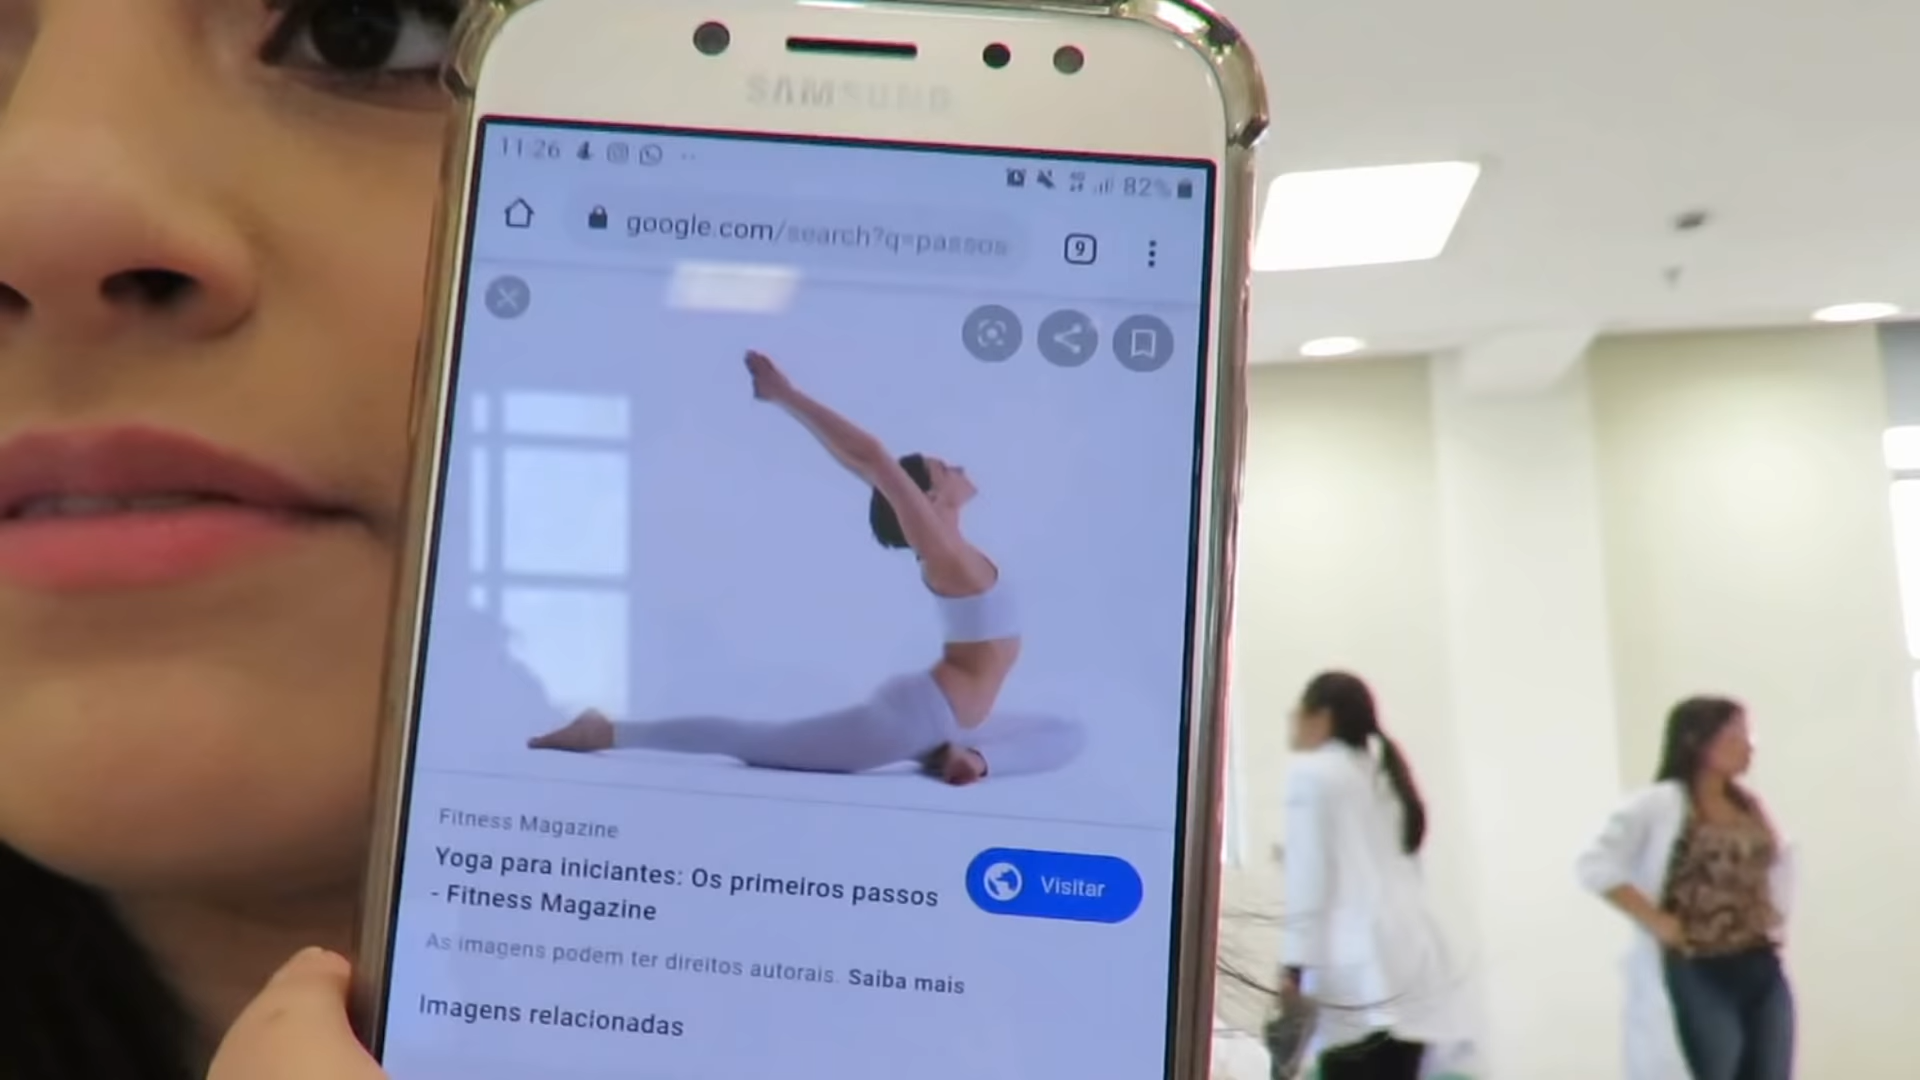 SAMSUNG
11:26
82%
google.com/search?q=passos
9
Fitness Magazine
Yoga para iniciantes: Os primeiros passos
- Fitness Magazine
Visitar
As imagens podem ter direitos autorais. Saiba mais
Imagens relacionadas